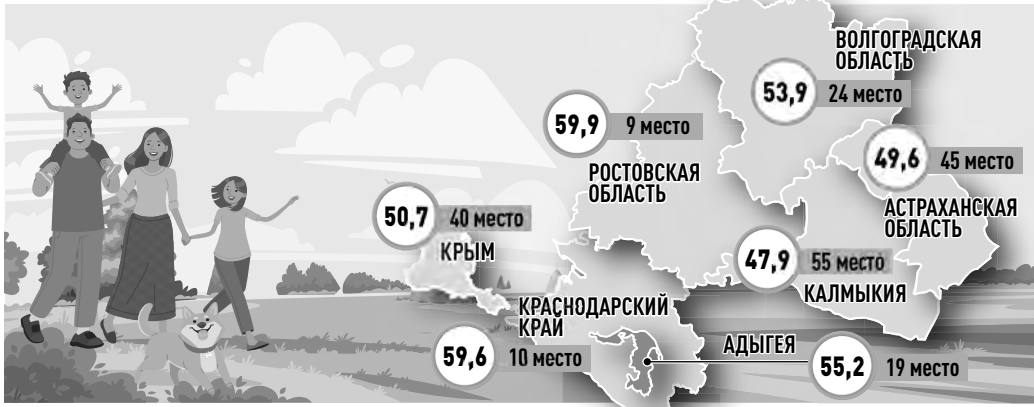 ВОЛГОГРАДСКАЯ
ОБЛАСТЬ
53,9 24 место
59,9 9 место
РОСТОВСКАЯ
ОБЛАСТЬ
49,6 45 место
АСТРАХАНСКАЯ
ОБЛАСТЬ
50,7 40 место
КРЫМ
47,9 55 место
КАЛМЫКИЯ
КРАСНОДАРСКИЙ
КРАЙ
59,6 10 место
АДЫГЕЯ
55,2 19 место